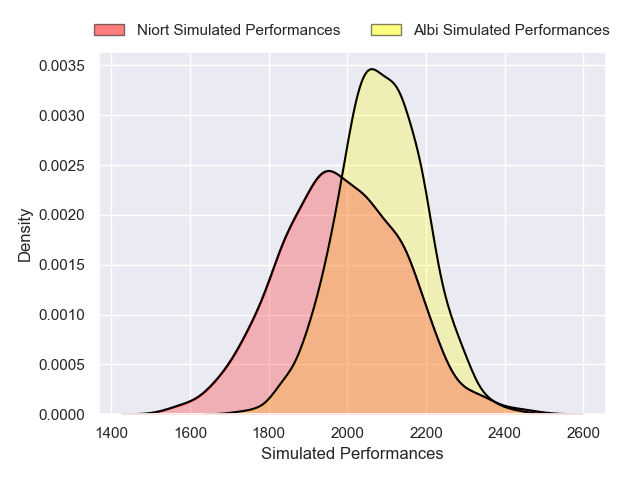 Niort Simulated Performances Albi Simulated Performances
0.0035
0.0030
0.0025
0.0020
0.0015
0.0010
0.0005
0.0000
Density
1400 1600 1800 2000 2200 2400 2600
Simulated Performances